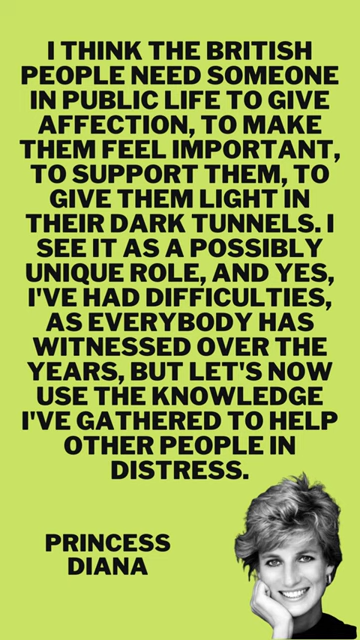 I THINK THE BRITISH
PEOPLE NEED SOMEONE
IN PUBLIC LIFE TO GIVE
AFFECTION, TO MAKE
THEM FEEL IMPORTANT,
TO SUPPORT THEM, TO
GIVE THEM LIGHT IN
THEIR DARK TUNNELS. I
SEE IT AS A POSSIBLY
UNIQUE ROLE, AND YES,
I'VE HAD DIFFICULTIES,
AS EVERYBODY HAS
WITNESSED OVER THE
YEARS, BUT LET'S NOW
USE THE KNOWLEDGE
I'VE GATHERED TO HELP
OTHER PEOPLE IN
DISTRESS.
PRINCESS
DIANA